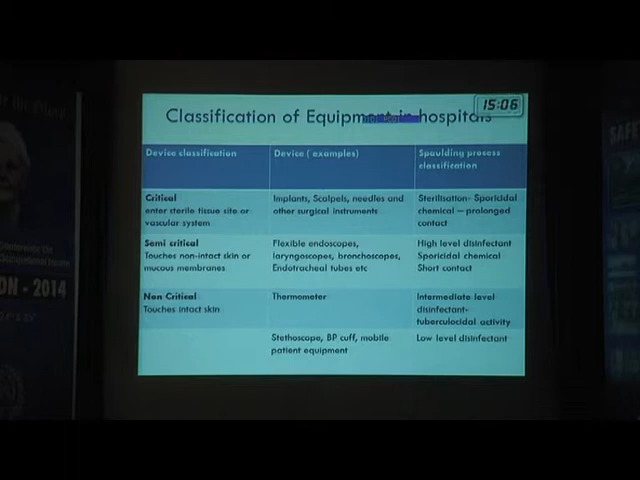 15:06
Classification of Equipment in hospitals
Device classification
Device ( examples)
Spaulding process
classification
Critical
enter sterile tissue site or
vascular system
Implants, Scalpels, needles and
other surgical instruments
Sterilisation- Sporicidal
chemical – prolonged
contact
Semi critical
Touches non-intact skin or
mucous membranes
Flexible endoscopes,
laryngoscopes, bronchoscopes,
Endotracheal tubes etc
High level disinfectant
Sporicidal chemical
Short contact
Non Critical
Touches intact skin
Thermometer
Intermediate level
disinfectant-
tuberculocidal activity
Stethoscope, BP cuff, mobile
patient equipment
Low level disinfectant
ON - 2014